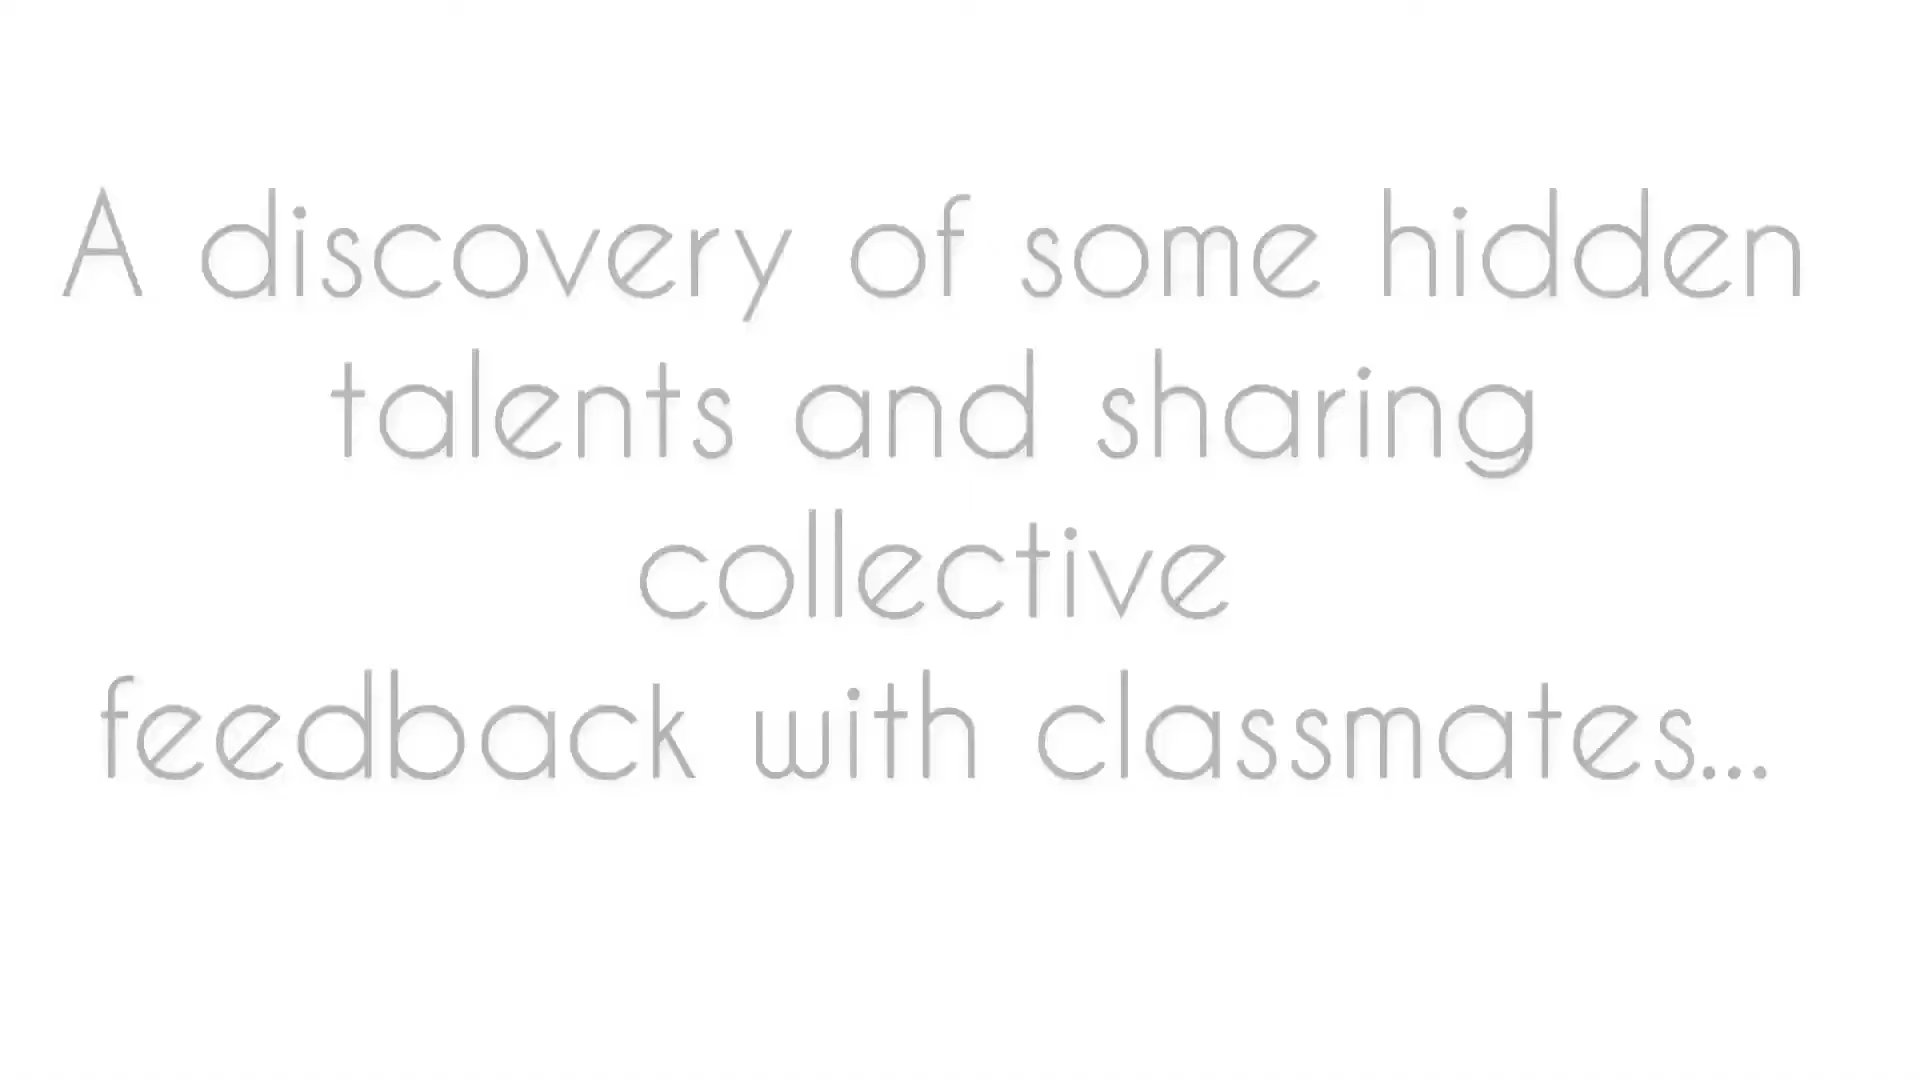 A discovery of some hidden
talents and sharing
collective
feedback with classmates...